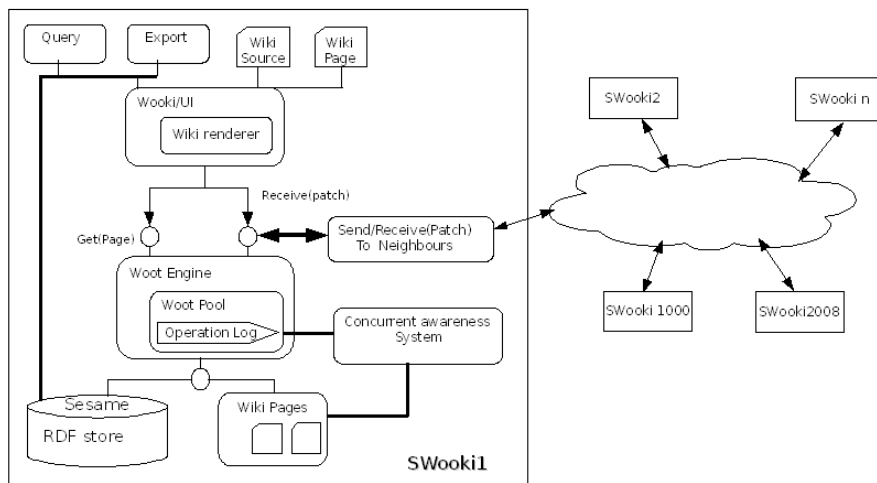 Query
Export
Wiki
Source
Wiki
Page
Wooki/UI
Wiki renderer
Receive(patch)
Get(Page)
Send/Receive(Patch)
To Neighbours
Woot Engine
Woot Pool
Operation Log
Concurrent awareness
System
Sesame
RDF store
Wiki Pages
SWooki1
SWooki2
SWooki n
SWooki 1000
SWooki2008